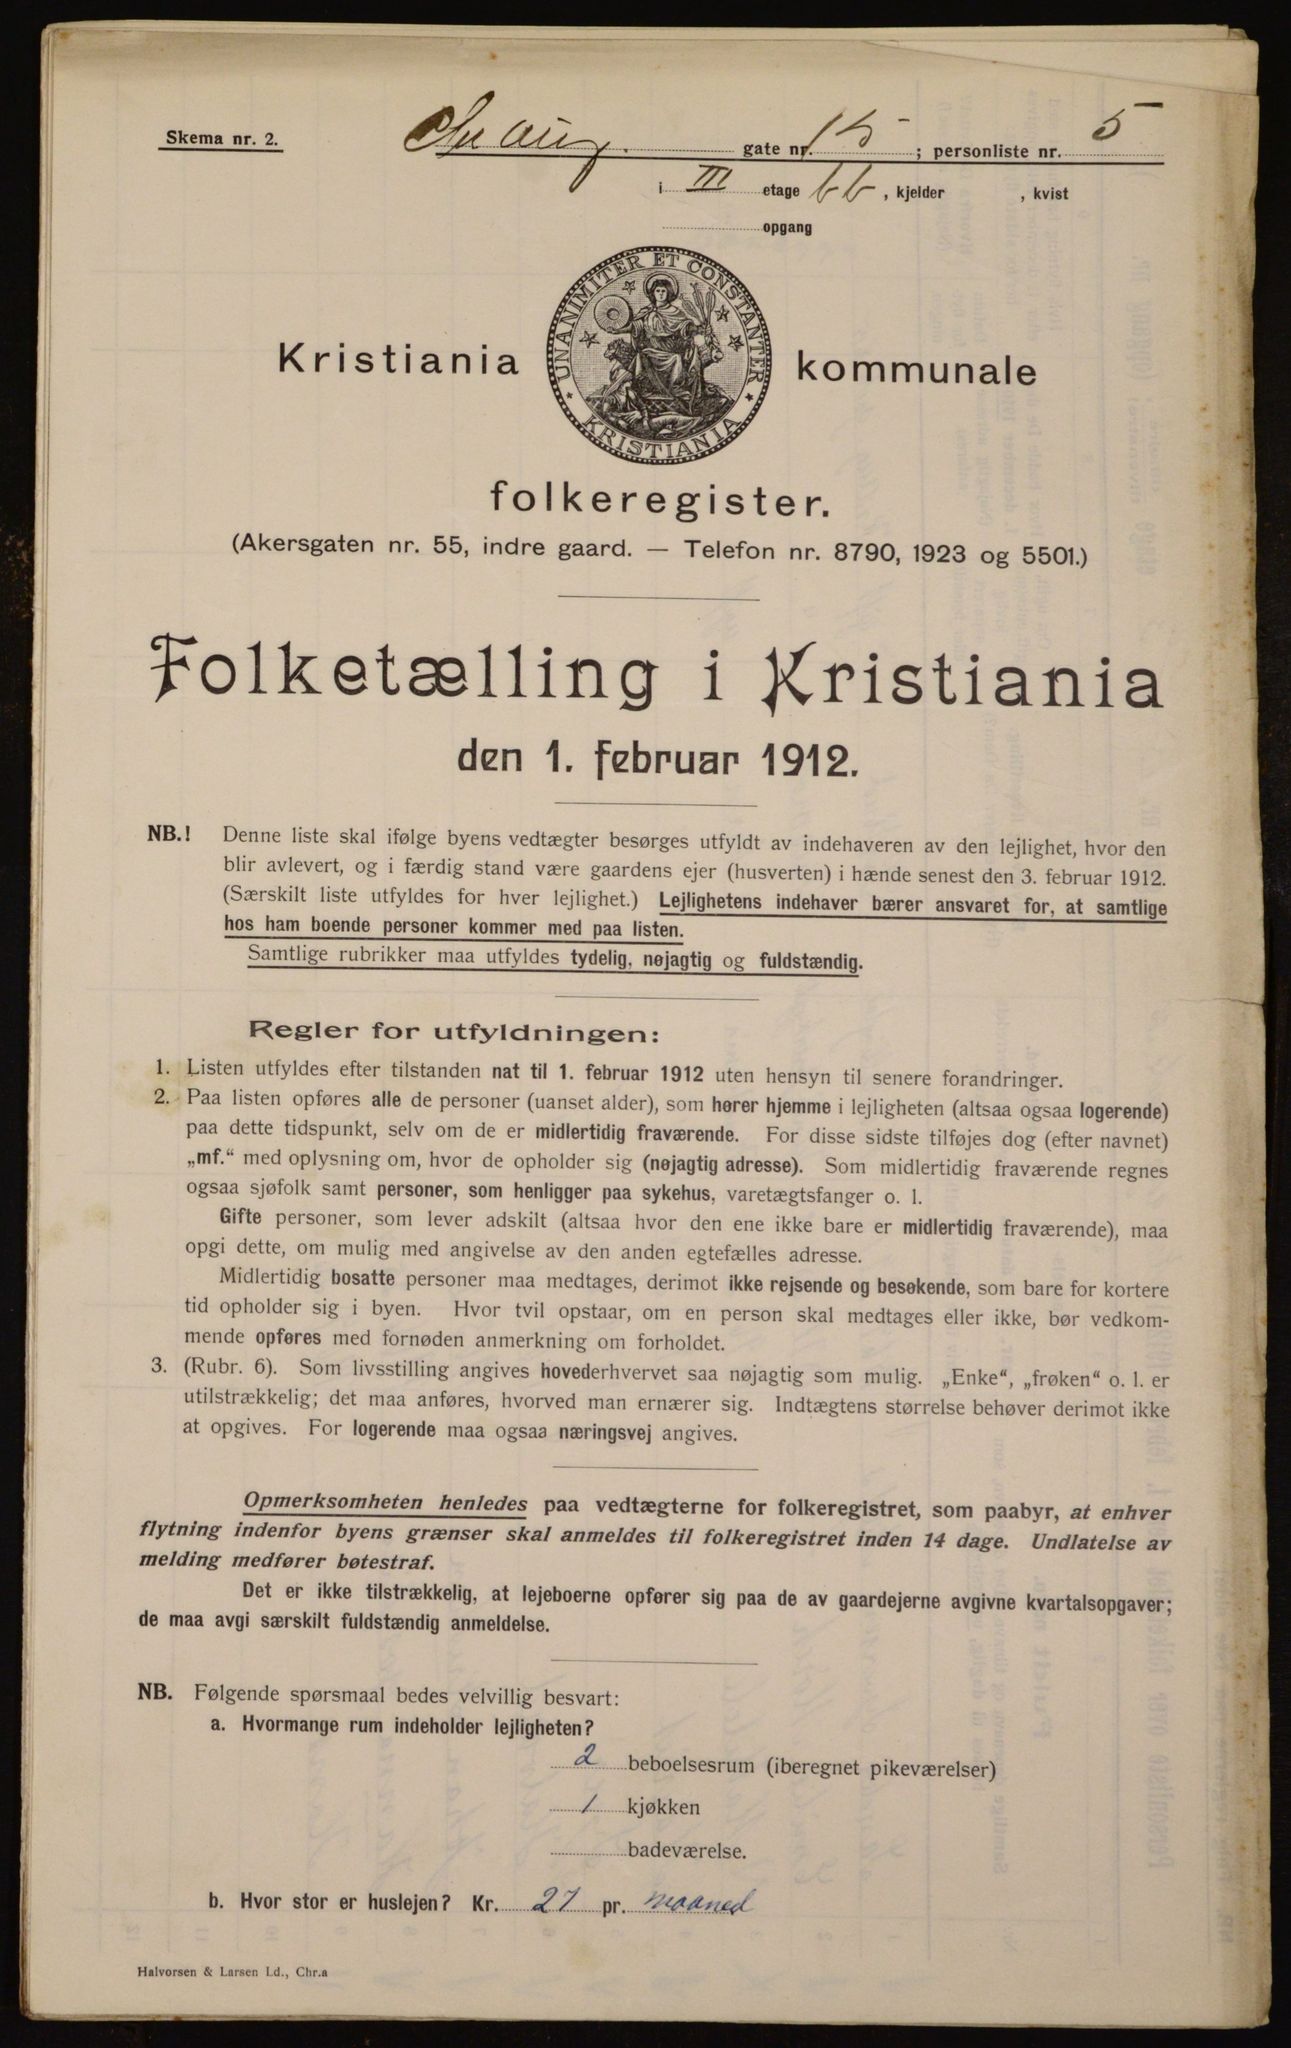 Skema nr. 2.
gate nr. 15 ; personliste nr. 5
i III etage , kjelder , kvist
opgang
UNANIMITER ET CONSTANTER
KRISTIANIA
Kristiania kommunale
folkeregister.
(Akersgaten nr. 55, indre gaard. — Telefon nr. 8790, 1923 og 5501.)
Folketælling i Kristiania
den 1. februar 1912.
NB.! Denne liste skal ifølge byens vedtægter besørges utfyldt av indehaveren av den lejlighet, hvor den
blir avlevert, og i færdig stand være gaardens ejer (husverten) i hænde senest den 3. februar 1912.
(Særskilt liste utfyldes for hver lejlighet.) Lejlighetens indehaver bærer ansvaret for, at samtlige
hos ham boende personer kommer med paa listen.
Samtlige rubrikker maa utfyldes tydelig, nøjagtig og fuldstændig.
Regler for utfyldningen:
1. Listen utfyldes efter tilstanden nat til 1. februar 1912 uten hensyn til senere forandringer.
2. Paa listen opføres alle de personer (uanset alder), som hører hjemme i lejligheten (altsaa ogsaa logerende)
paa dette tidspunkt, selv om de er midlertidig fraværende. For disse sidste tilføjes dog (efter navnet)
„mf.“ med oplysning om, hvor de opholder sig (nøjagtig adresse). Som midlertidig fraværende regnes
ogsaa sjøfolk samt personer, som henligger paa sykehus, varetægtsfanger o. l.
Gifte personer, som lever adskilt (altsaa hvor den ene ikke bare er midlertidig fraværende), maa
opgi dette, om mulig med angivelse av den anden egtefælles adresse.
Midlertidig bosatte personer maa medtages, derimot ikke rejsende og besøkende, som bare for kortere
tid opholder sig i byen. Hvor tvil opstaar, om en person skal medtages eller ikke, bør vedkom-
mende opføres med fornøden anmerkning om forholdet.
3. (Rubr. 6). Som livsstilling angives hovederhvervet saa nøjagtig som mulig. „Enke“, „frøken“ o. l. er
utilstrækkelig; det maa anføres, hvorved man ernærer sig. Indtægtens størrelse behøver derimot ikke
at opgives. For logerende maa ogsaa næringsvej angives.
Opmerksomheten henledes paa vedtægterne for folkeregistret, som paabyr, at enhver
flytning indenfor byens grænser skal anmeldes til folkeregistret inden 14 dage. Undlatelse av
melding medfører bøtestraf.
Det er ikke tilstrækkelig, at lejeboerne opfører sig paa de av gaardejerne avgivne kvartalsopgaver;
de maa avgi særskilt fuldstændig anmeldelse.
NB. Følgende spørsmaal bedes velvillig besvart:
a. Hvormange rum indeholder lejligheten?
2 beboelsesrum (iberegnet pikeværelser)
1 kjøkken
badeværelse.
b. Hvor stor er huslejen? Kr. 27 pr. maaned
Halvorsen & Larsen Ld., Chr.a